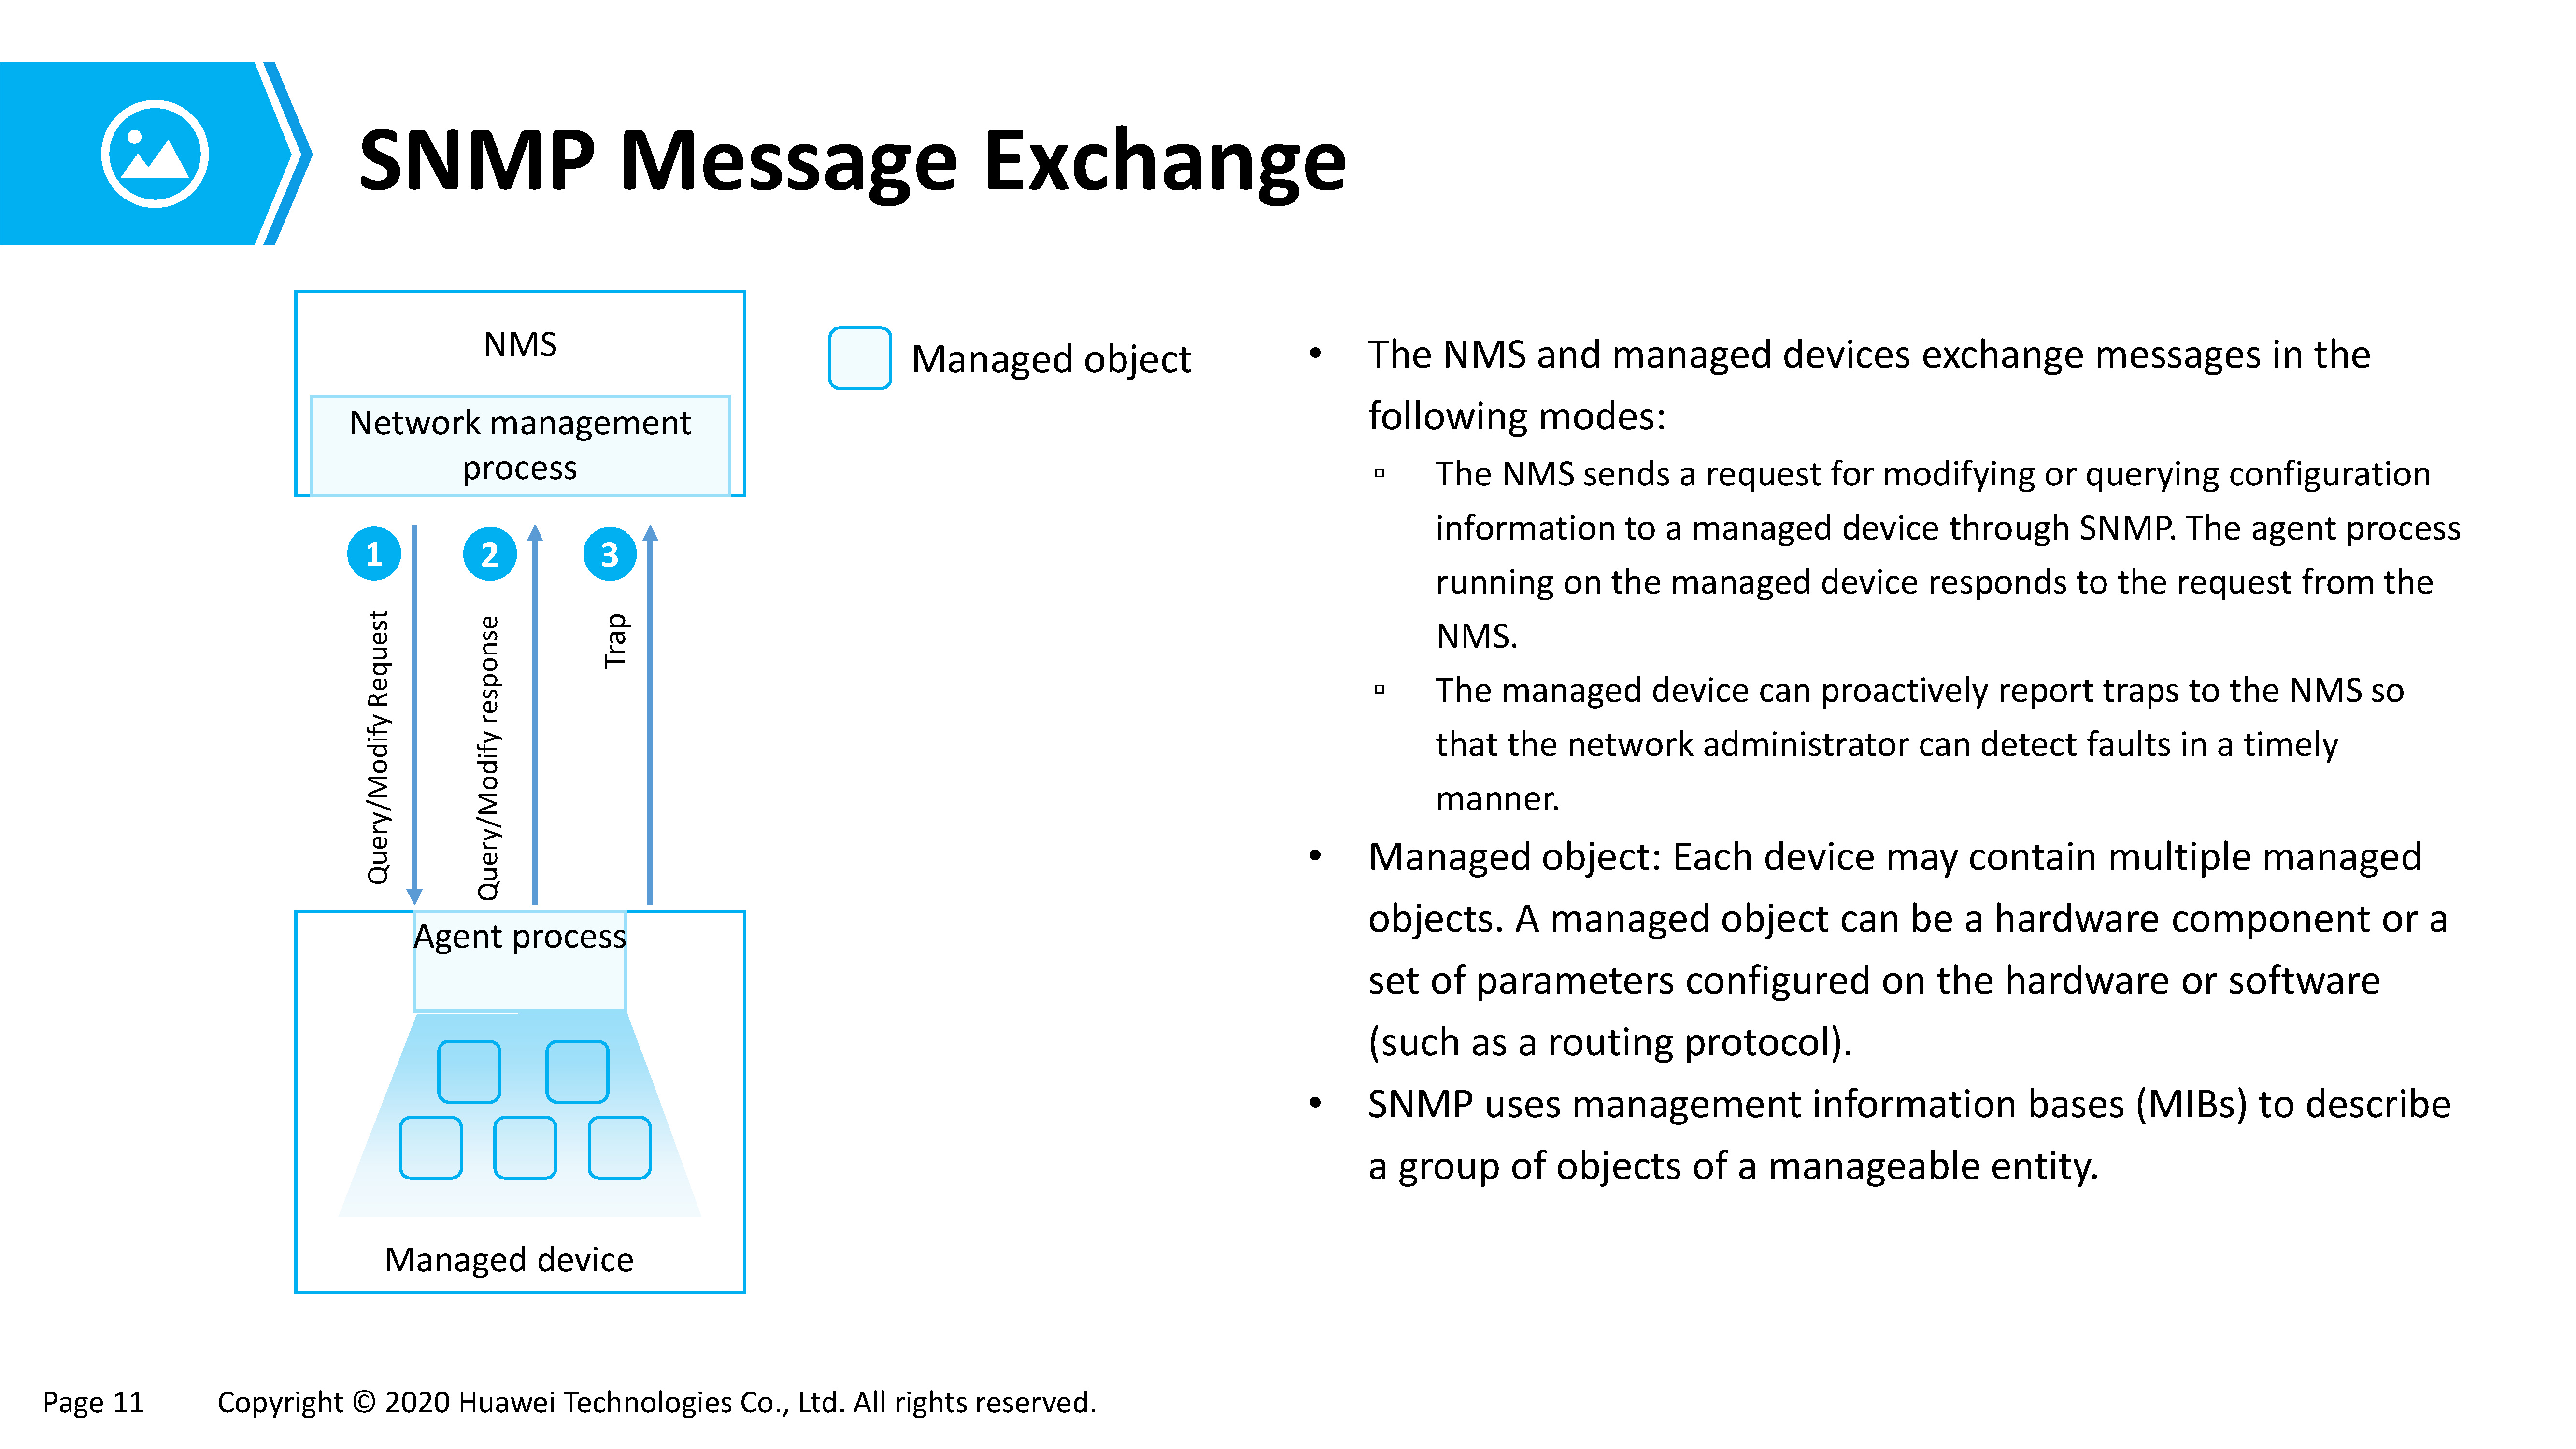 SNMP Message Exchange
NMS
Network management
process
Managed object
1
2
3
Query/Modify Request
Query/Modify response
Trap
Agent process
Managed device
• The NMS and managed devices exchange messages in the
following modes:
▫ The NMS sends a request for modifying or querying configuration
information to a managed device through SNMP. The agent process
running on the managed device responds to the request from the
NMS.
▫ The managed device can proactively report traps to the NMS so
that the network administrator can detect faults in a timely
manner.
• Managed object: Each device may contain multiple managed
objects. A managed object can be a hardware component or a
set of parameters configured on the hardware or software
(such as a routing protocol).
• SNMP uses management information bases (MIBs) to describe
a group of objects of a manageable entity.
Page 11 Copyright © 2020 Huawei Technologies Co., Ltd. All rights reserved.